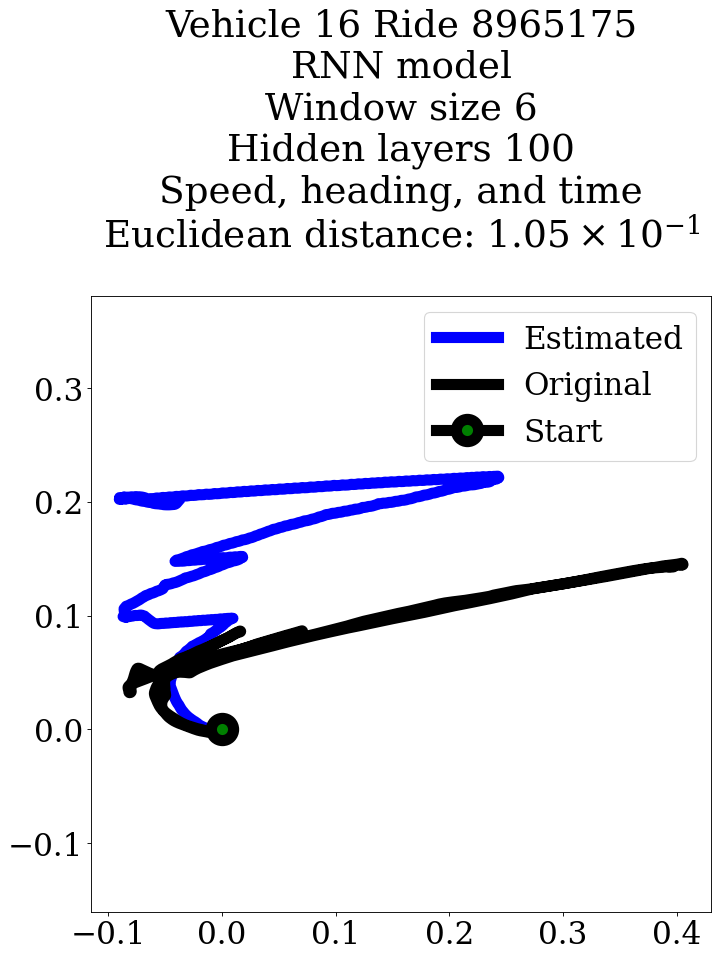 Vehicle 16 Ride 8965175
RNN model
Window size 6
Hidden layers 100
Speed, heading, and time
Euclidean distance: 1.05 × 10⁻¹
Estimated
Original
Start
0.3
0.2
0.1
0.0
−0.1
−0.1 0.0 0.1 0.2 0.3 0.4